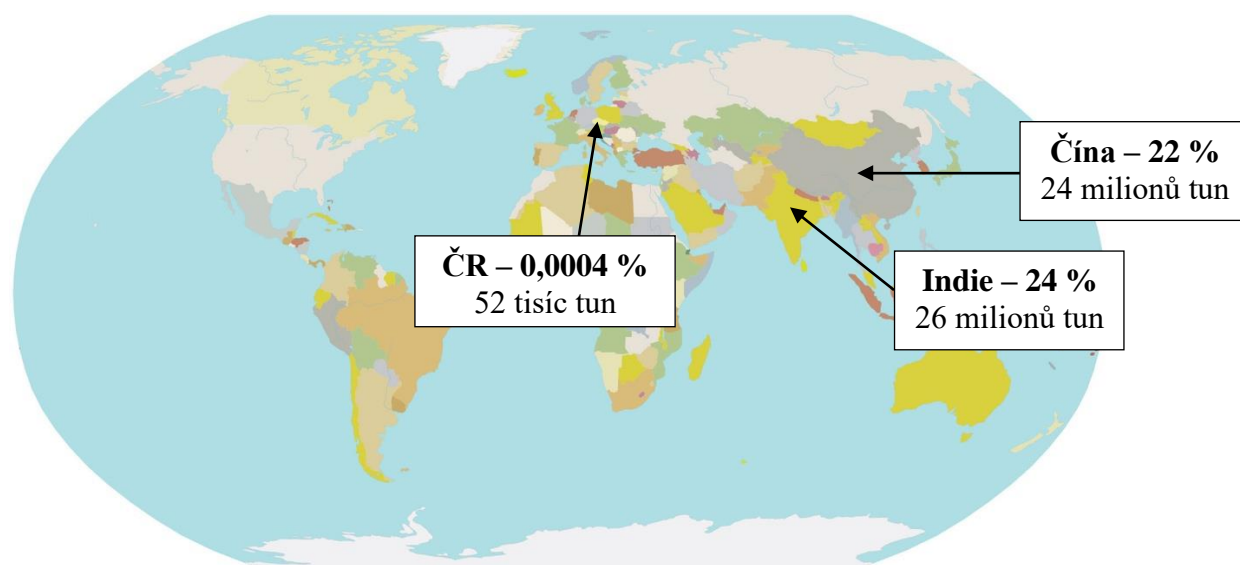 Čína – 22 %
24 milionů tun
ČR – 0,0004 %
52 tisíc tun
Indie – 24 %
26 milionů tun